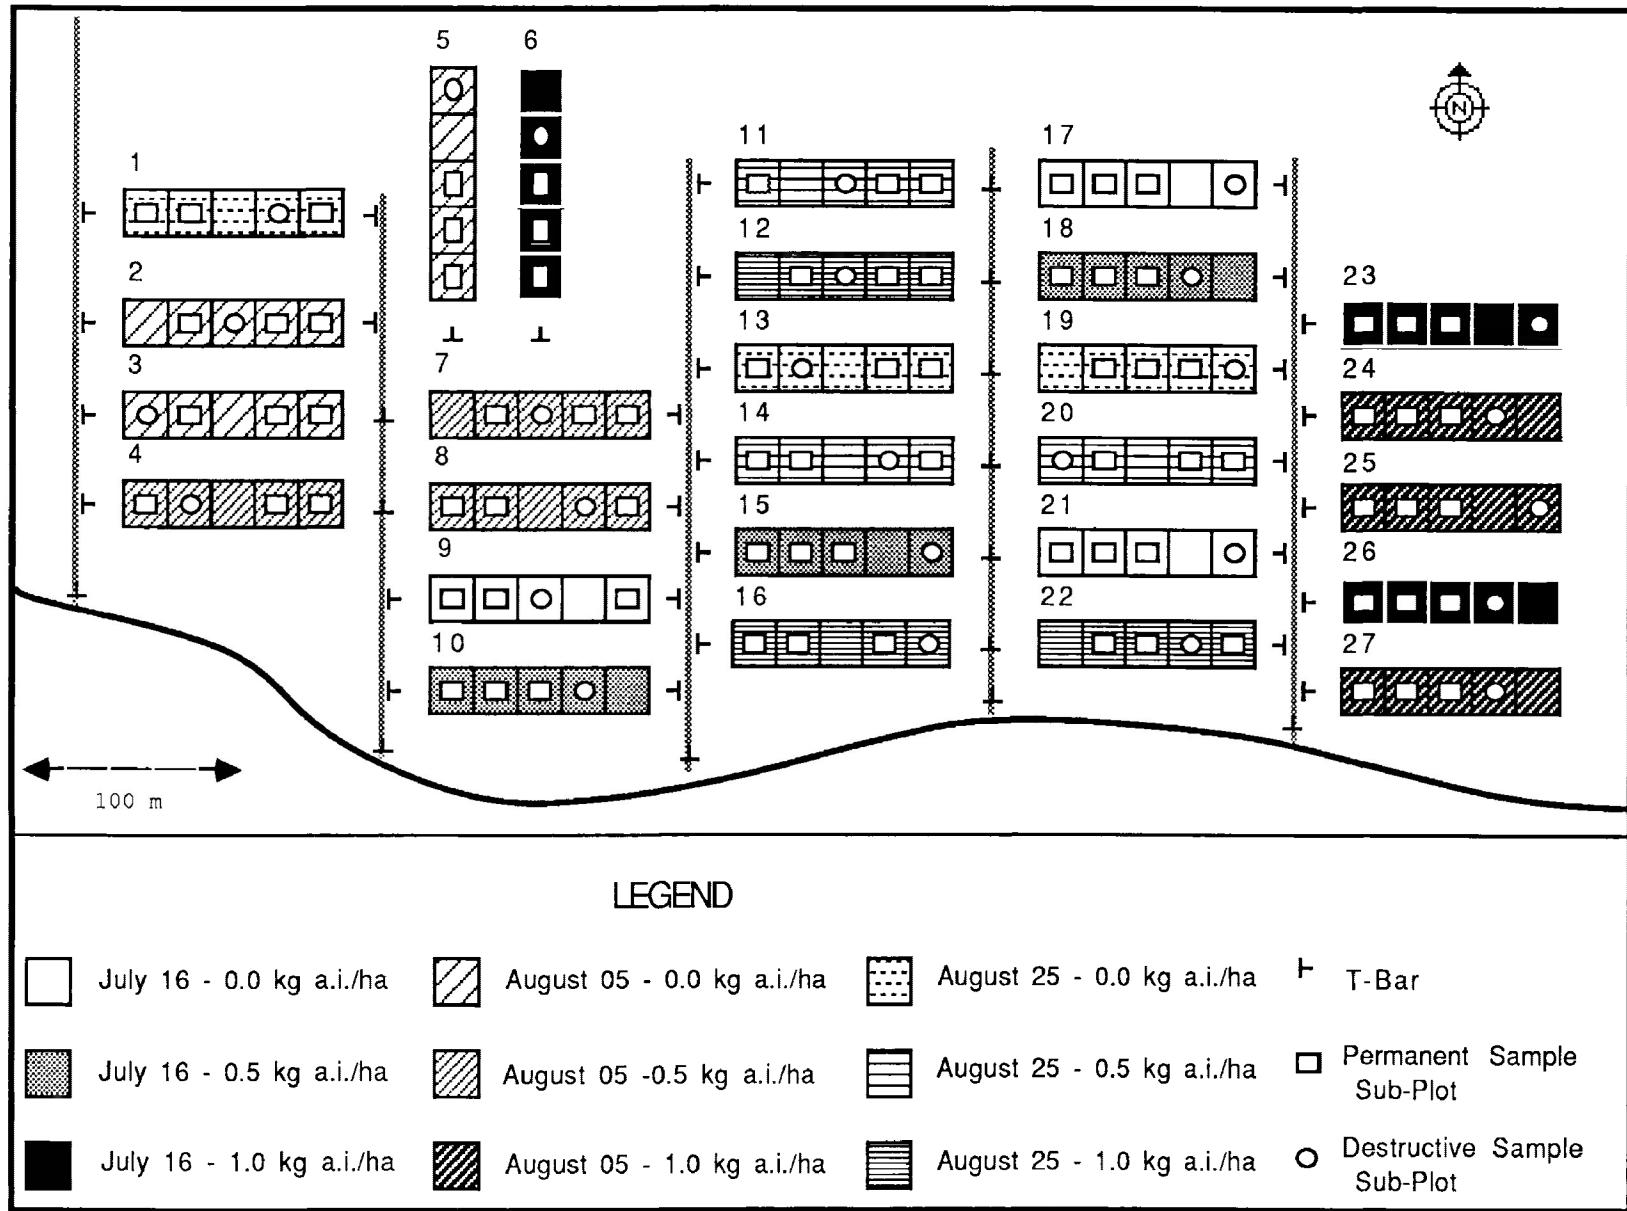 5 6
N
11 17
1
12 18
2 23
13 19
3 7 24
14 20
4 8 25
15 21
9 26
16 22
10 27
100 m
LEGEND
July 16 - 0.0 kg a.i./ha
August 05 - 0.0 kg a.i./ha
August 25 - 0.0 kg a.i./ha
T-Bar
July 16 - 0.5 kg a.i./ha
August 05 -0.5 kg a.i./ha
August 25 - 0.5 kg a.i./ha
Permanent Sample
Sub-Plot
July 16 - 1.0 kg a.i./ha
August 05 - 1.0 kg a.i./ha
August 25 - 1.0 kg a.i./ha
Destructive Sample
Sub-Plot